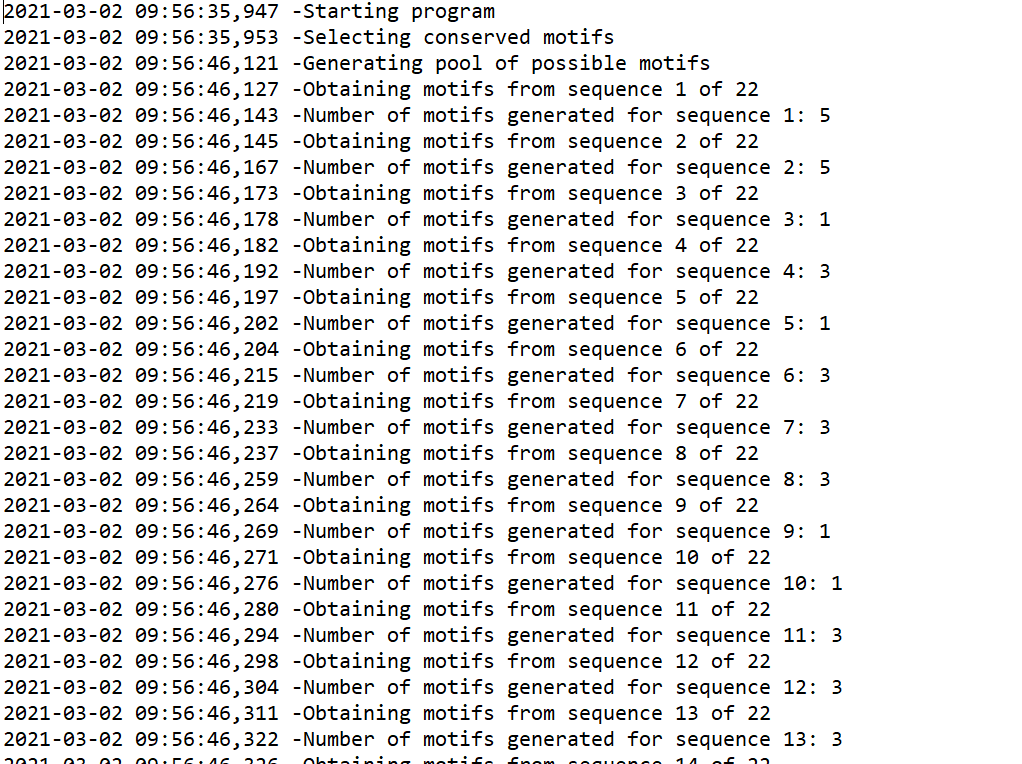 2021-03-02 09:56:35,947 -Starting program
2021-03-02 09:56:35,953 -Selecting conserved motifs
2021-03-02 09:56:46,121 -Generating pool of possible motifs
2021-03-02 09:56:46,127 -Obtaining motifs from sequence 1 of 22
2021-03-02 09:56:46,143 -Number of motifs generated for sequence 1: 5
2021-03-02 09:56:46,145 -Obtaining motifs from sequence 2 of 22
2021-03-02 09:56:46,167 -Number of motifs generated for sequence 2: 5
2021-03-02 09:56:46,173 -Obtaining motifs from sequence 3 of 22
2021-03-02 09:56:46,178 -Number of motifs generated for sequence 3: 1
2021-03-02 09:56:46,182 -Obtaining motifs from sequence 4 of 22
2021-03-02 09:56:46,192 -Number of motifs generated for sequence 4: 3
2021-03-02 09:56:46,197 -Obtaining motifs from sequence 5 of 22
2021-03-02 09:56:46,202 -Number of motifs generated for sequence 5: 1
2021-03-02 09:56:46,204 -Obtaining motifs from sequence 6 of 22
2021-03-02 09:56:46,215 -Number of motifs generated for sequence 6: 3
2021-03-02 09:56:46,219 -Obtaining motifs from sequence 7 of 22
2021-03-02 09:56:46,233 -Number of motifs generated for sequence 7: 3
2021-03-02 09:56:46,237 -Obtaining motifs from sequence 8 of 22
2021-03-02 09:56:46,259 -Number of motifs generated for sequence 8: 3
2021-03-02 09:56:46,264 -Obtaining motifs from sequence 9 of 22
2021-03-02 09:56:46,269 -Number of motifs generated for sequence 9: 1
2021-03-02 09:56:46,271 -Obtaining motifs from sequence 10 of 22
2021-03-02 09:56:46,276 -Number of motifs generated for sequence 10: 1
2021-03-02 09:56:46,280 -Obtaining motifs from sequence 11 of 22
2021-03-02 09:56:46,294 -Number of motifs generated for sequence 11: 3
2021-03-02 09:56:46,298 -Obtaining motifs from sequence 12 of 22
2021-03-02 09:56:46,304 -Number of motifs generated for sequence 12: 3
2021-03-02 09:56:46,311 -Obtaining motifs from sequence 13 of 22
2021-03-02 09:56:46,322 -Number of motifs generated for sequence 13: 3
2021-03-02 09:56:46,326 -Obtaining motifs from sequence 14 of 22